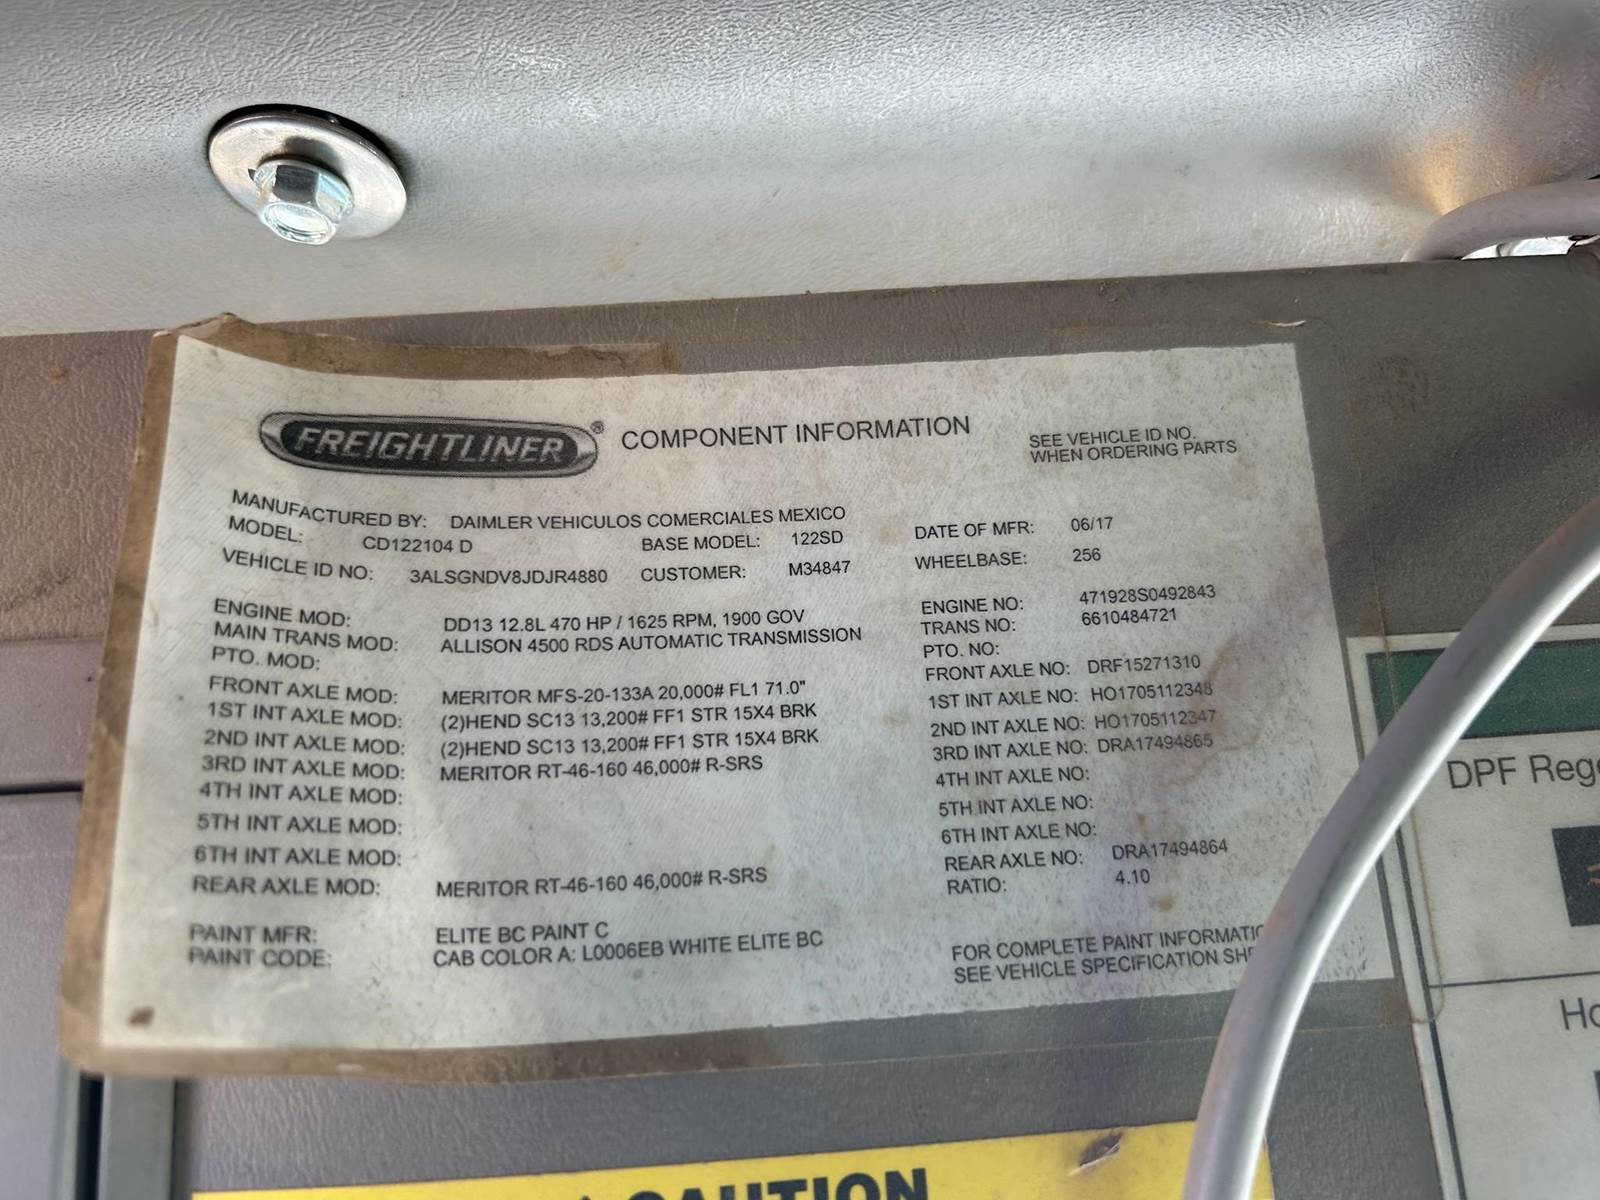 FREIGHTLINER® COMPONENT INFORMATION
SEE VEHICLE ID NO.
WHEN ORDERING PARTS
MANUFACTURED BY: DAIMLER VEHICULOS COMERCIALES MEXICO DATE OF MFR: 06/17
MODEL: CD122104 D BASE MODEL: 122SD WHEELBASE: 256
VEHICLE ID NO: 3ALSGNDV8JDJR4880 CUSTOMER: M34847
ENGINE MOD: DD13 12.8L 470 HP / 1625 RPM, 1900 GOV ENGINE NO: 471928S0492843
MAIN TRANS MOD: ALLISON 4500 RDS AUTOMATIC TRANSMISSION TRANS NO: 6610484721
PTO. MOD: PTO. NO:
FRONT AXLE MOD: MERITOR MFS-20-133A 20,000# FL1 71.0" FRONT AXLE NO: DRF15271310
1ST INT AXLE MOD: (2)HEND SC13 13,200# FF1 STR 15X4 BRK 1ST INT AXLE NO: HO1705112348
2ND INT AXLE MOD: (2)HEND SC13 13,200# FF1 STR 15X4 BRK 2ND INT AXLE NO: HO1705112347
3RD INT AXLE MOD: MERITOR RT-46-160 46,000# R-SRS 3RD INT AXLE NO: DRA17494865
4TH INT AXLE MOD: 4TH INT AXLE NO:
5TH INT AXLE MOD: 5TH INT AXLE NO:
6TH INT AXLE MOD: 6TH INT AXLE NO:
REAR AXLE MOD: MERITOR RT-46-160 46,000# R-SRS REAR AXLE NO: DRA17494864
RATIO: 4.10
PAINT MFR: ELITE BC PAINT C
PAINT CODE: CAB COLOR A: L0006EB WHITE ELITE BC
FOR COMPLETE PAINT INFORMATIO
SEE VEHICLE SPECIFICATION SH
DPF Reg
CAUTION